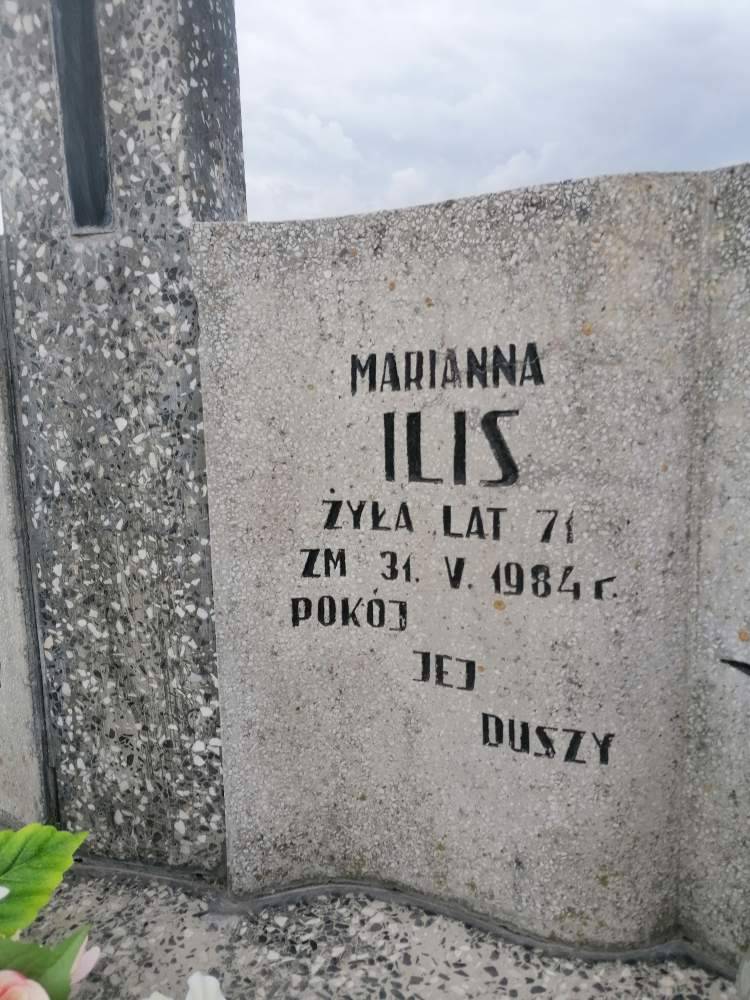 MARIANNA
ILIS
ŻYŁA LAT 71
ZM 31. V. 1984 r.
POKÓJ
JEJ
DUSZY